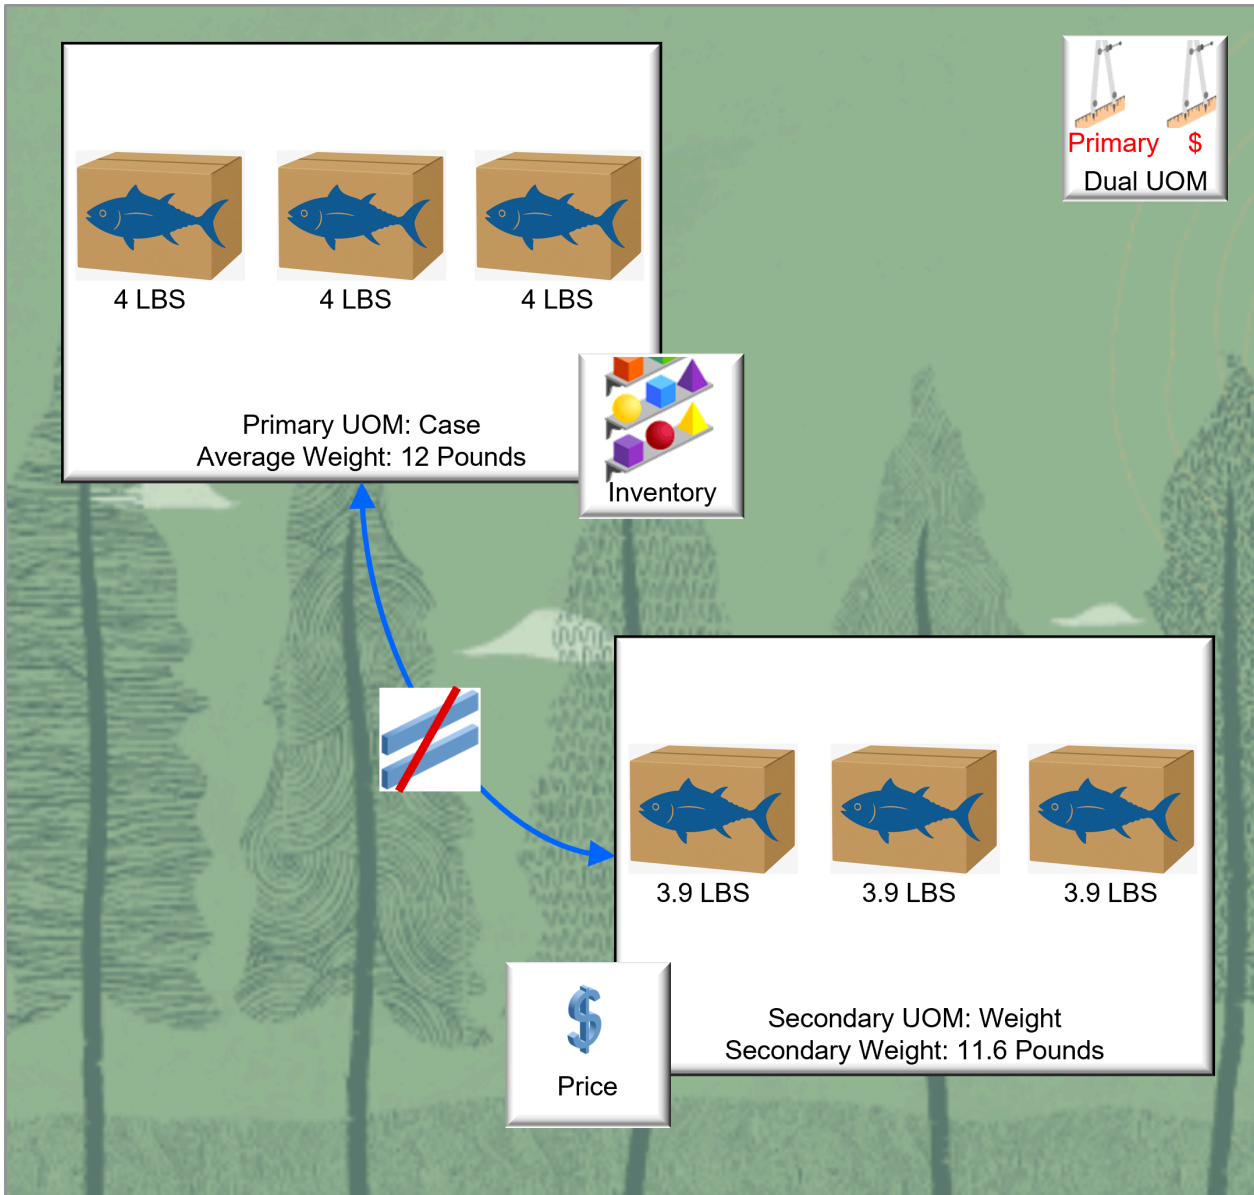 Primary $
Dual UOM
4 LBS 4 LBS 4 LBS
Primary UOM: Case
Average Weight: 12 Pounds
Inventory
3.9 LBS 3.9 LBS 3.9 LBS
Secondary UOM: Weight
Secondary Weight: 11.6 Pounds
$
Price